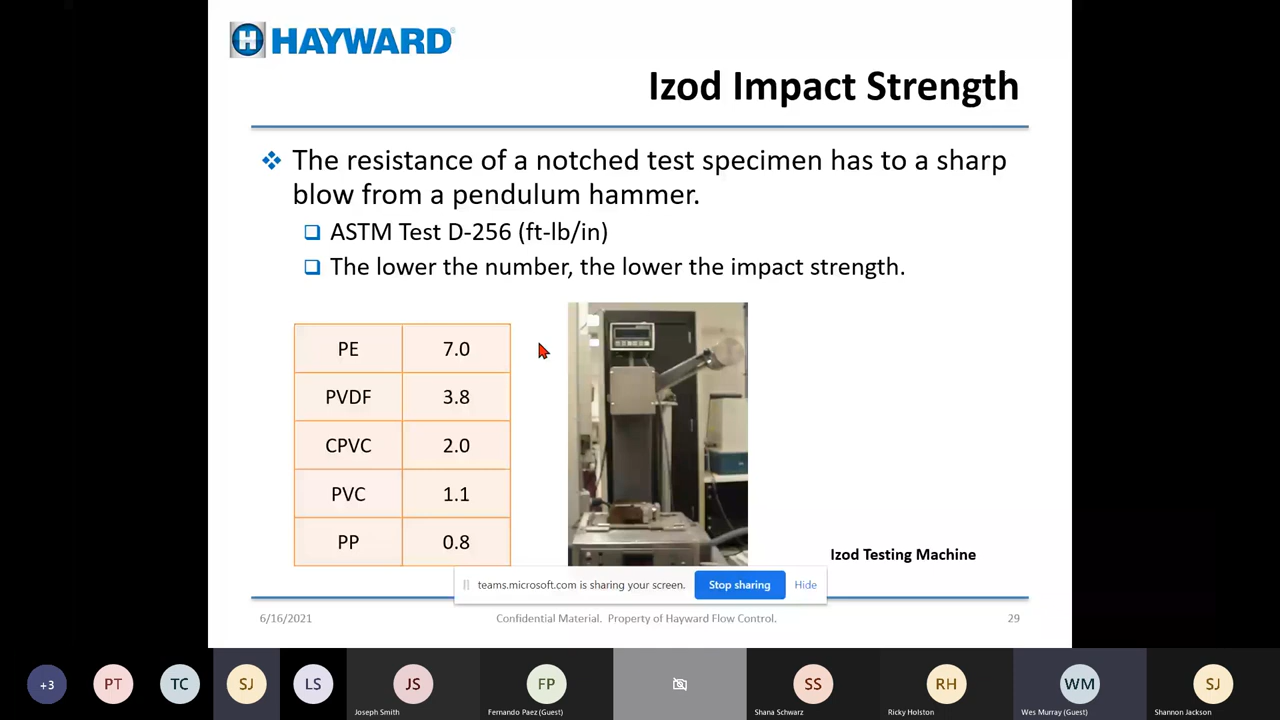 H HAYWARD
Izod Impact Strength
The resistance of a notched test specimen has to a sharp
blow from a pendulum hammer.
ASTM Test D-256 (ft-lb/in)
The lower the number, the lower the impact strength.
PE 7.0
PVDF 3.8
CPVC 2.0
PVC 1.1
PP 0.8
Izod Testing Machine
teams.microsoft.com is sharing your screen. Stop sharing Hide
6/16/2021 Confidential Material. Property of Hayward Flow Control. 29
+3 PT TC SJ LS JS FP SS RH WM SJ
Joseph Smith Fernando Paez (Guest) Shana Schwarz Ricky Holston Wes Murray (Guest) Shannon Jackson